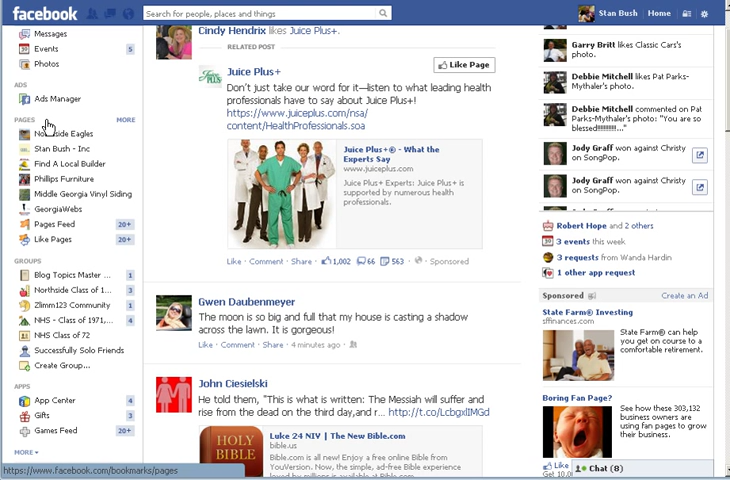 facebook
Search for people, places and things
Stan Bush
Home
Messages
Events
5
Photos
ADS
Ads Manager
PAGES
MORE
Northside Eagles
Stan Bush - Inc
Find A Local Builder
Phillips Furniture
Middle Georgia Vinyl Siding
GeorgiaWebs
Pages Feed
20+
Like Pages
20+
GROUPS
Blog Topics Master ...
1
Northside Class of 1...
3
Zlimm123 Community
1
NHS - Class of 1971,...
4
NHS Class of 72
Successfully Solo Friends
Create Group...
APPS
App Center
4
Gifts
3
Games Feed
20+
MORE
https://www.facebook.com/bookmarks/pages
Cindy Hendrix likes Juice Plus+.
RELATED POST
Juice Plus+
Like Page
Don't just take our word for it—listen to what leading health
professionals have to say about Juice Plus+!
https://www.juiceplus.com/nsa/
content/HealthProfessionals.soa
Juice Plus+® - What the
Experts Say
www.juiceplus.com
Juice Plus+ Experts: Juice Plus+ is
supported by numerous health
professionals.
Like · Comment · Share · 1,002 66 563 · Sponsored
Gwen Daubenmeyer
The moon is so big and full that my house is casting a shadow
across the lawn. It is gorgeous!
Like · Comment · Share · 4 minutes ago ·
John Ciesielski
He told them, "This is what is written: The Messiah will suffer and
rise from the dead on the third day,and r... http://t.co/LcbgxlIMGd
HOLY
BIBLE
Luke 24 NIV | The New Bible.com
bible.us
Bible.com is all new! Enjoy a free online Bible from
YouVersion. Now, the simple, ad-free Bible experience
loved by millions is available at Bible.com
Garry Britt likes Classic Cars's
photo.
Debbie Mitchell likes Pat Parks-
Mythaler's photo.
Debbie Mitchell commented on Pat
Parks-Mythaler's photo: "You are so
blessed!!!!!!!!!!!..."
Jody Graff won against Christy
on SongPop.
Jody Graff won against Christy
on SongPop.
Robert Hope and 2 others
3 events this week
3 requests from Wanda Hardin
1 other app request
Sponsored
Create an Ad
State Farm® Investing
sffinances.com
State Farm® can help
you get on course to a
comfortable retirement.
Boring Fan Page?
See how these 303,132
business owners are
using fan pages to grow
their business.
Like
Chat (8)